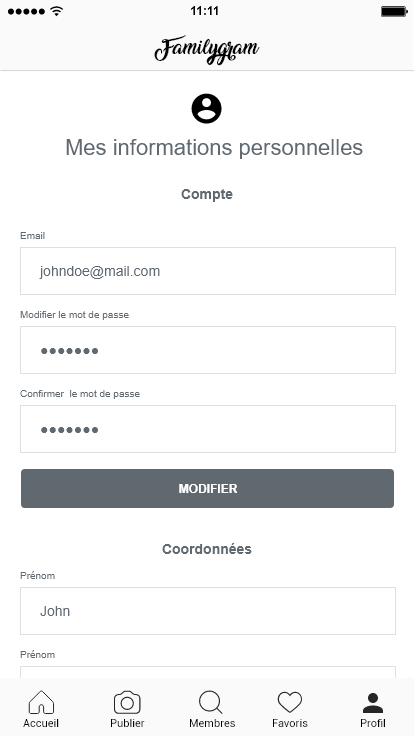 11:11
Familygram
Mes informations personnelles
Compte
Email
johndoe@mail.com
Modifier le mot de passe
•••••••
Confirmer  le mot de passe
•••••••
MODIFIER
Coordonnées
Prénom
John
Prénom
Accueil
Publier
Membres
Favoris
Profil